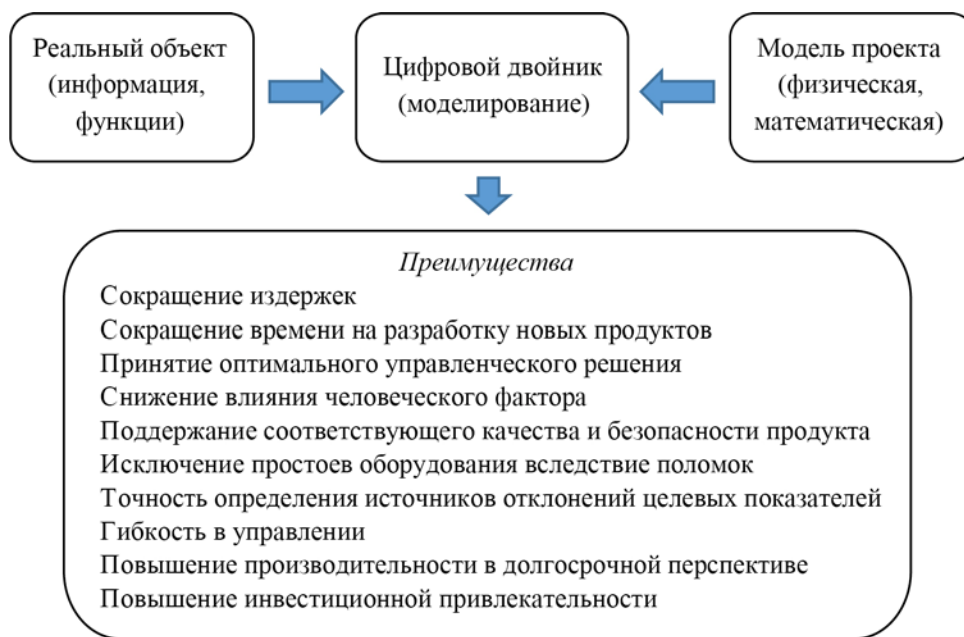 Реальный объект
(информация,
функции)
Цифровой двойник
(моделирование)
Модель проекта
(физическая,
математическая)
Преимущества
Сокращение издержек
Сокращение времени на разработку новых продуктов
Принятие оптимального управленческого решения
Снижение влияния человеческого фактора
Поддержание соответствующего качества и безопасности продукта
Исключение простоев оборудования вследствие поломок
Точность определения источников отклонений целевых показателей
Гибкость в управлении
Повышение производительности в долгосрочной перспективе
Повышение инвестиционной привлекательности